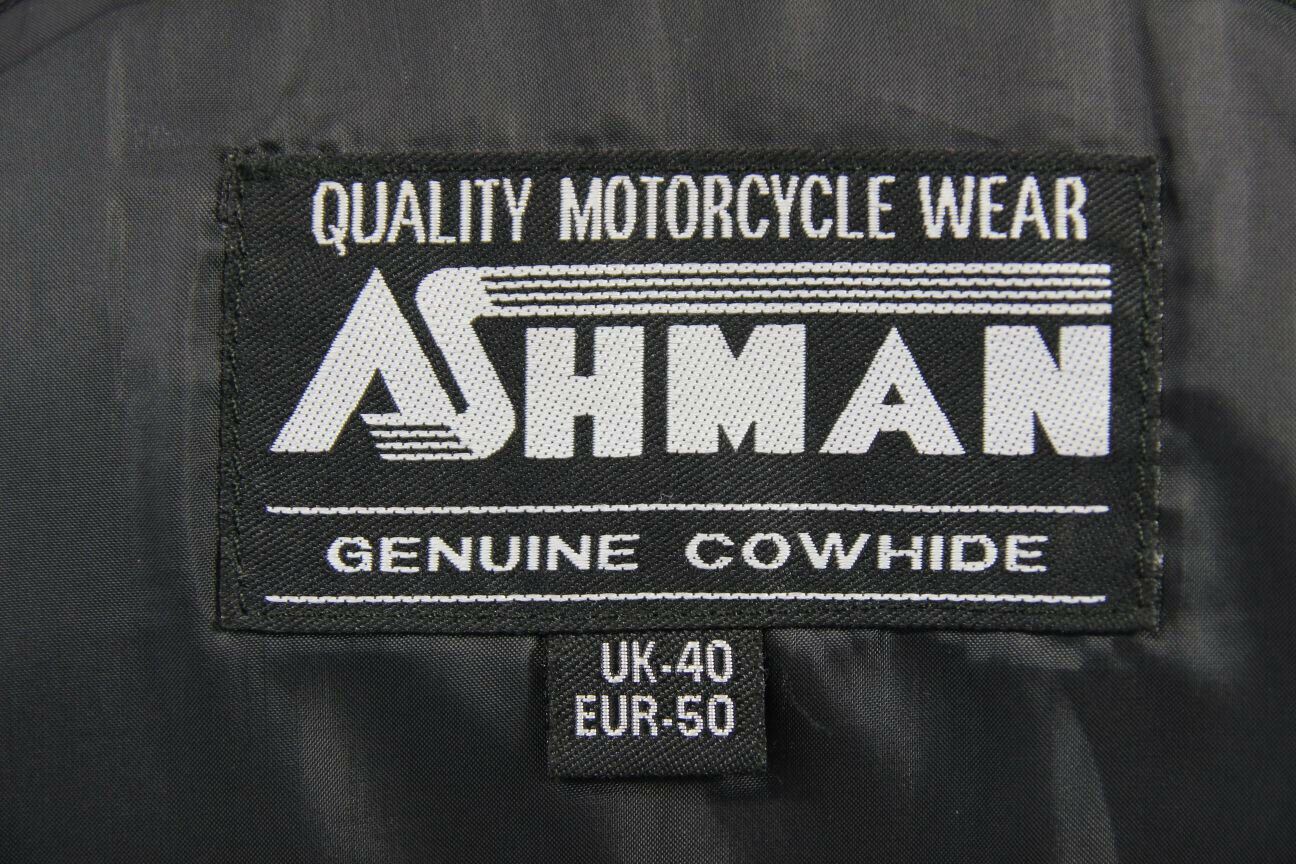 QUALITY MOTORCYCLE WEAR
ASHMAN
GENUINE COWHIDE
UK-40
EUR-50